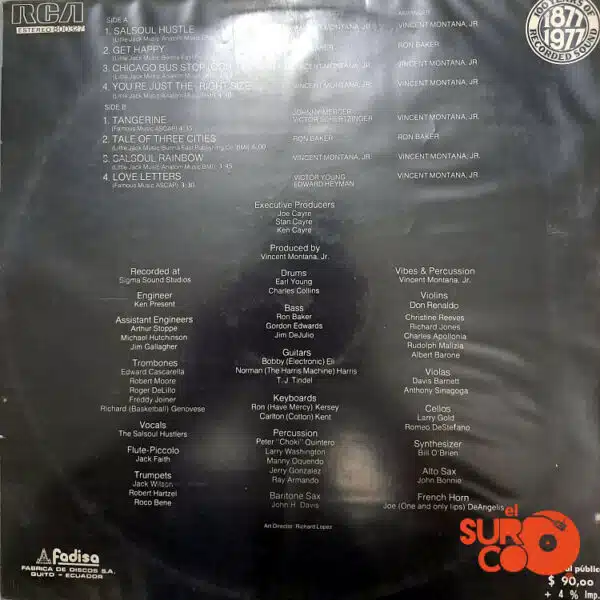 RCA
ESTEREO 800327
100 YEARS OF RECORDED SOUND
1877
1977
SIDE A
ARRANGER
1. SALSOUL HUSTLE
VINCENT MONTANA, JR.
VINCENT MONTANA, JR.
2. GET HAPPY
RON BAKER
RON BAKER
3. CHICAGO BUS STOP
VINCENT MONTANA, JR.
VINCENT MONTANA, JR.
4. YOU'RE JUST THE RIGHT SIZE
VINCENT MONTANA, JR.
VINCENT MONTANA, JR.
SIDE B
1. TANGERINE
(Famous Music ASCAP) 4:35
JOHNNY MERCER
VICTOR SCHERTZINGER
VINCENT MONTANA, JR.
2. TALE OF THREE CITIES
RON BAKER
RON BAKER
3. SALSOUL RAINBOW
VINCENT MONTANA, JR.
VINCENT MONTANA, JR.
4. LOVE LETTERS
(Famous Music ASCAP) 3:30
VICTOR YOUNG
EDWARD HEYMAN
VINCENT MONTANA, JR.
Executive Producers
Joe Cayre
Stan Cayre
Ken Cayre
Produced by
Vincent Montana, Jr.
Recorded at
Sigma Sound Studios
Engineer
Ken Present
Assistant Engineers
Arthur Stoppe
Michael Hutchinson
Jim Gallagher
Trombones
Edward Cascarella
Robert Moore
Roger DeLillo
Freddy Joiner
Richard (Basketball) Genovese
Vocals
The Salsoul Hustlers
Flute-Piccolo
Jack Faith
Trumpets
Jack Wilson
Robert Hartzel
Roco Bene
Drums
Earl Young
Charles Collins
Bass
Ron Baker
Gordon Edwards
Jim DeJulio
Guitars
Bobby (Electronic) Eli
Norman (The Harris Machine) Harris
T. J. Tindel
Keyboards
Ron (Have Mercy) Kersey
Carlton (Cotton) Kent
Percussion
Peter "Choki" Quintero
Larry Washington
Manny Oquendo
Jerry Gonzalez
Ray Armando
Baritone Sax
John H. Davis
Vibes & Percussion
Vincent Montana, Jr.
Violins
Don Renaldo
Christine Reeves
Richard Jones
Charles Apollonia
Rudolph Malizia
Albert Barone
Violas
Davis Barnett
Anthony Sinagoga
Cellos
Larry Gold
Romeo DeStefano
Synthesizer
Bill O'Brien
Alto Sax
John Bonnie
French Horn
Joe (One and only lips) DeAngelis
Art Director: Richard Lopez
Fadisa
FABRICA DE DISCOS S.A.
QUITO - ECUADOR
el
SURCO
al público
$ 90,00
+ 4 % Imp.